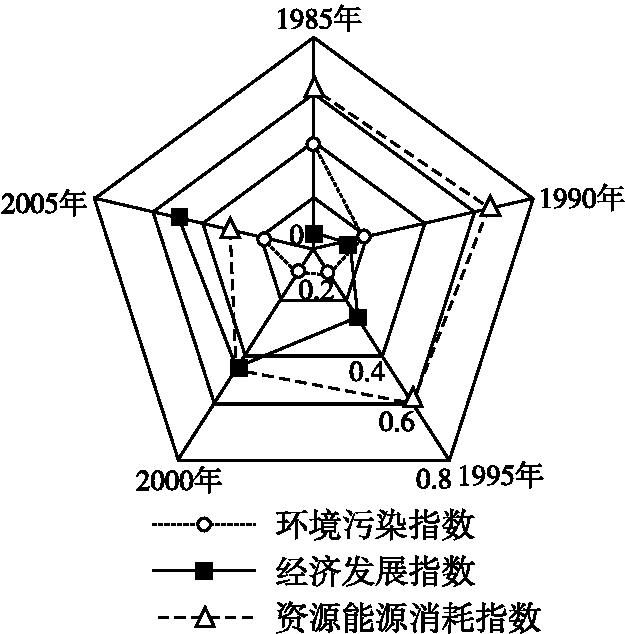 1985年
2005年
1990年
0
0.2
0.4
0.6
0.8
1995年
2000年
环境污染指数
经济发展指数
资源能源消耗指数